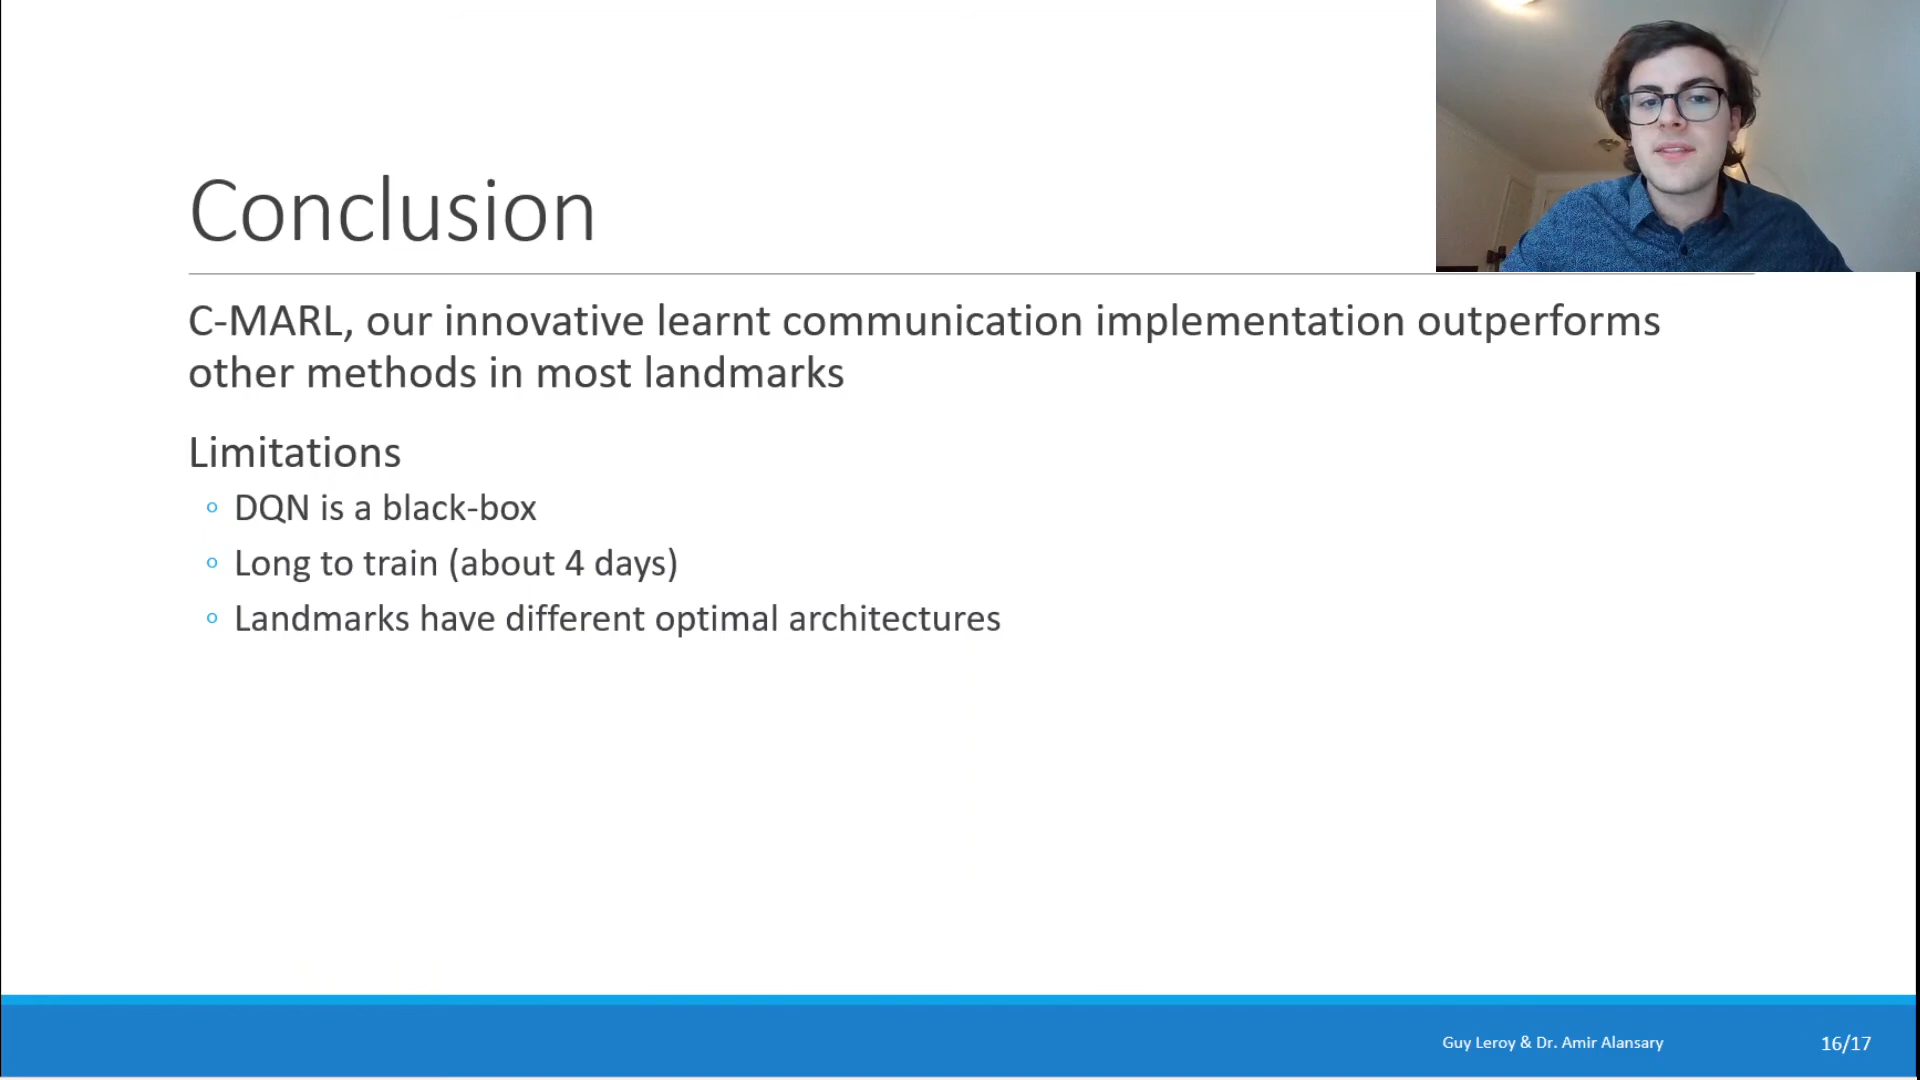 Conclusion
C-MARL, our innovative learnt communication implementation outperforms
other methods in most landmarks
Limitations
◦ DQN is a black-box
◦ Long to train (about 4 days)
◦ Landmarks have different optimal architectures
Guy Leroy & Dr. Amir Alansary
16/17